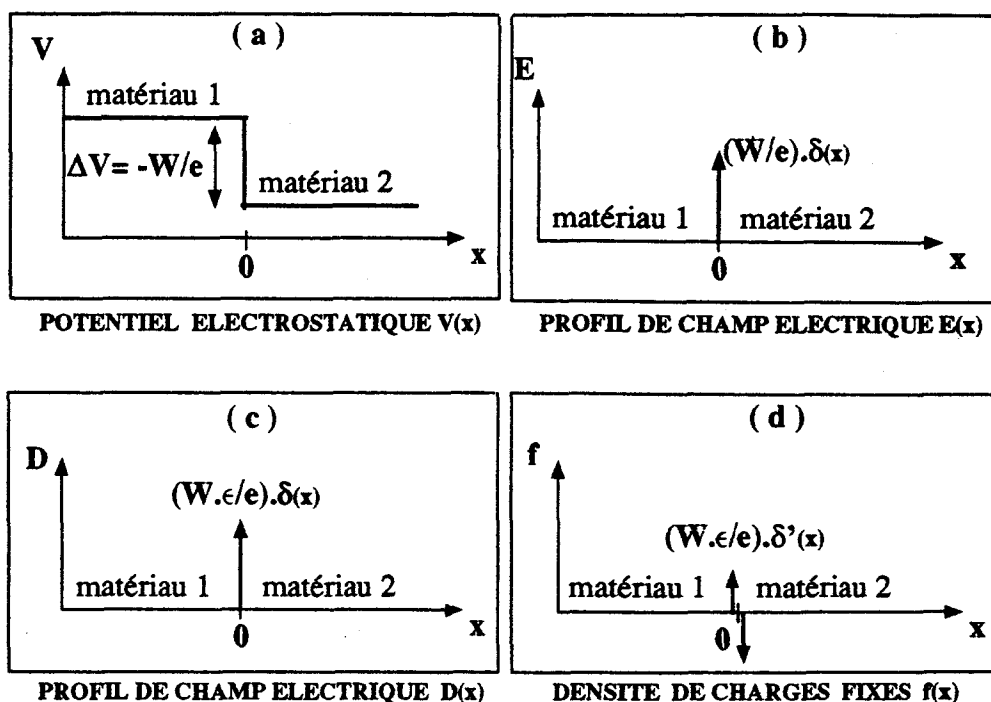 ( a )
V
matériau 1
ΔV= -W/e
matériau 2
0
x
POTENTIEL ELECTROSTATIQUE V(x)
( b )
E
(W/e).δ(x)
matériau 1
matériau 2
0
x
PROFIL DE CHAMP ELECTRIQUE E(x)
( c )
D
(W.ϵ/e).δ(x)
matériau 1
matériau 2
0
x
PROFIL DE CHAMP ELECTRIQUE D(x)
( d )
f
(W.ϵ/e).δ’(x)
matériau 1
matériau 2
0
x
DENSITE DE CHARGES FIXES f(x)